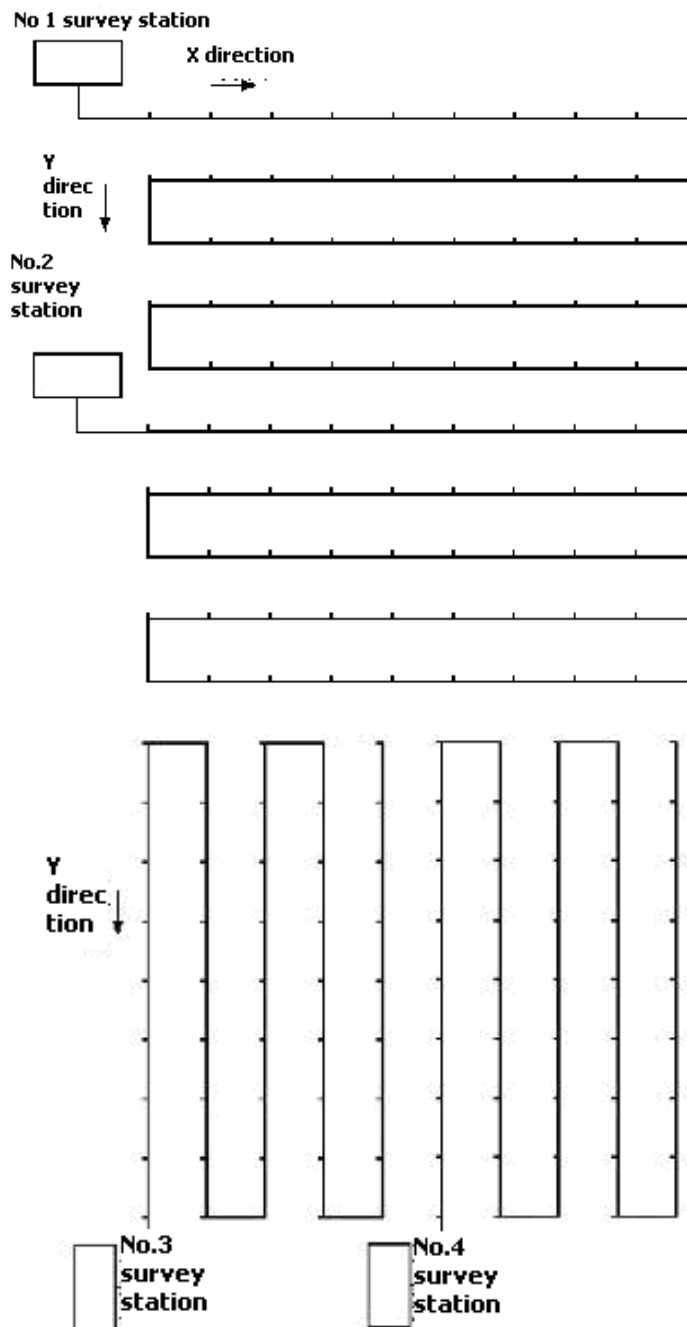 No 1 survey station
X direction
Y
direc
tion
No.2
survey
station
Y
direc
tion
No.3
survey
station
No.4
survey
station